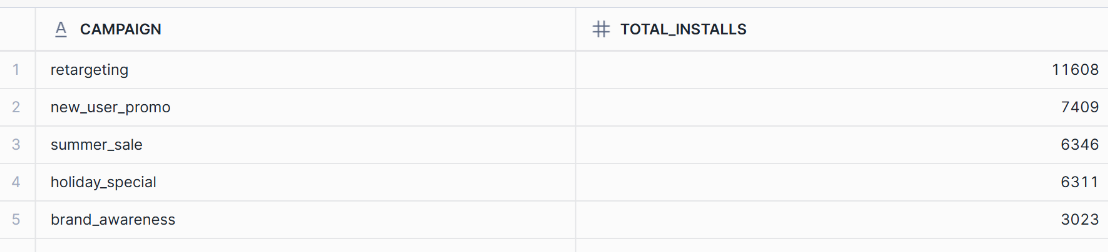 A CAMPAIGN # TOTAL_INSTALLS
1 retargeting 11608
2 new_user_promo 7409
3 summer_sale 6346
4 holiday_special 6311
5 brand_awareness 3023